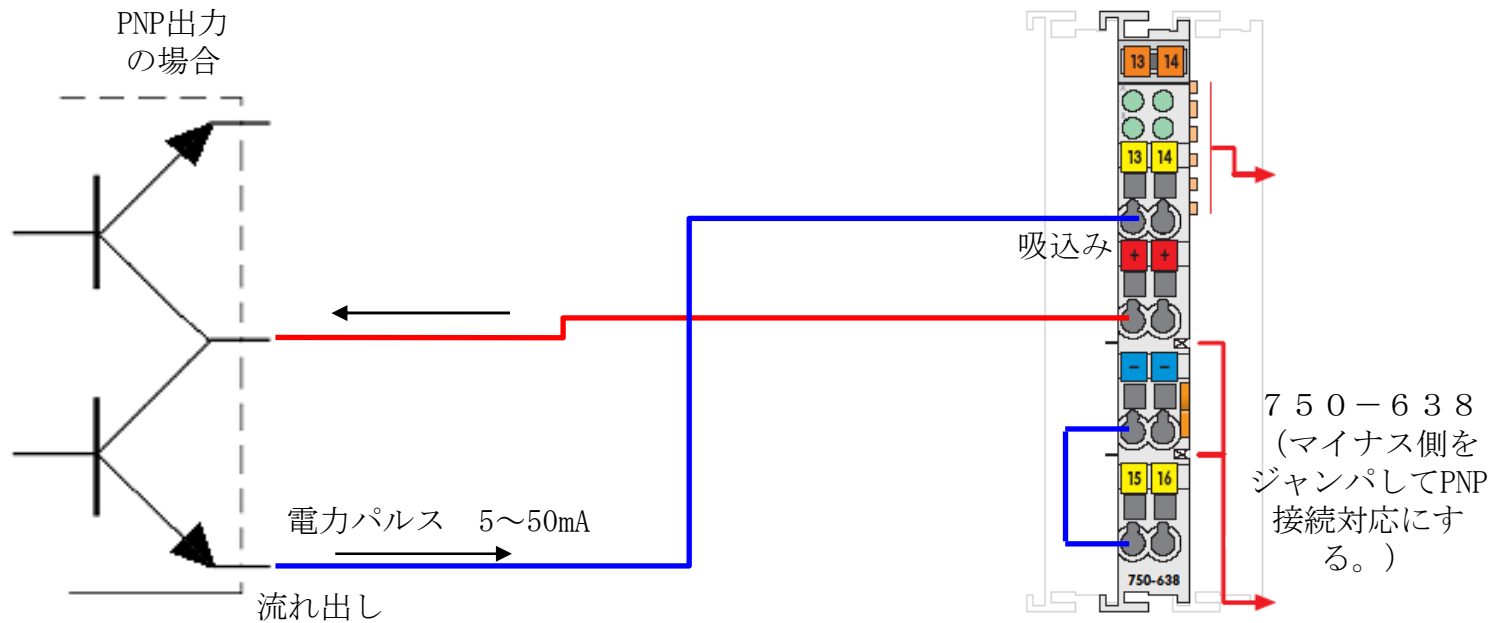 PNP出力
の場合
13 14
13 14
吸込み
+ +
- -
15 16
750-638
電力パルス 5~50mA
流れ出し
750-638
(マイナス側を
ジャンパしてPNP
接続対応にす
る。)